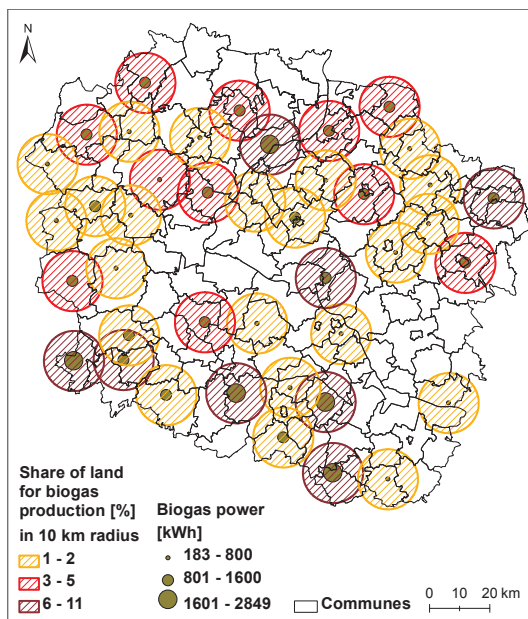 N
Share of land
for biogas
production [%]
in 10 km radius
1 - 2
3 - 5
6 - 11
Biogas power
[kWh]
183 - 800
801 - 1600
1601 - 2849
Communes
0 10 20 km